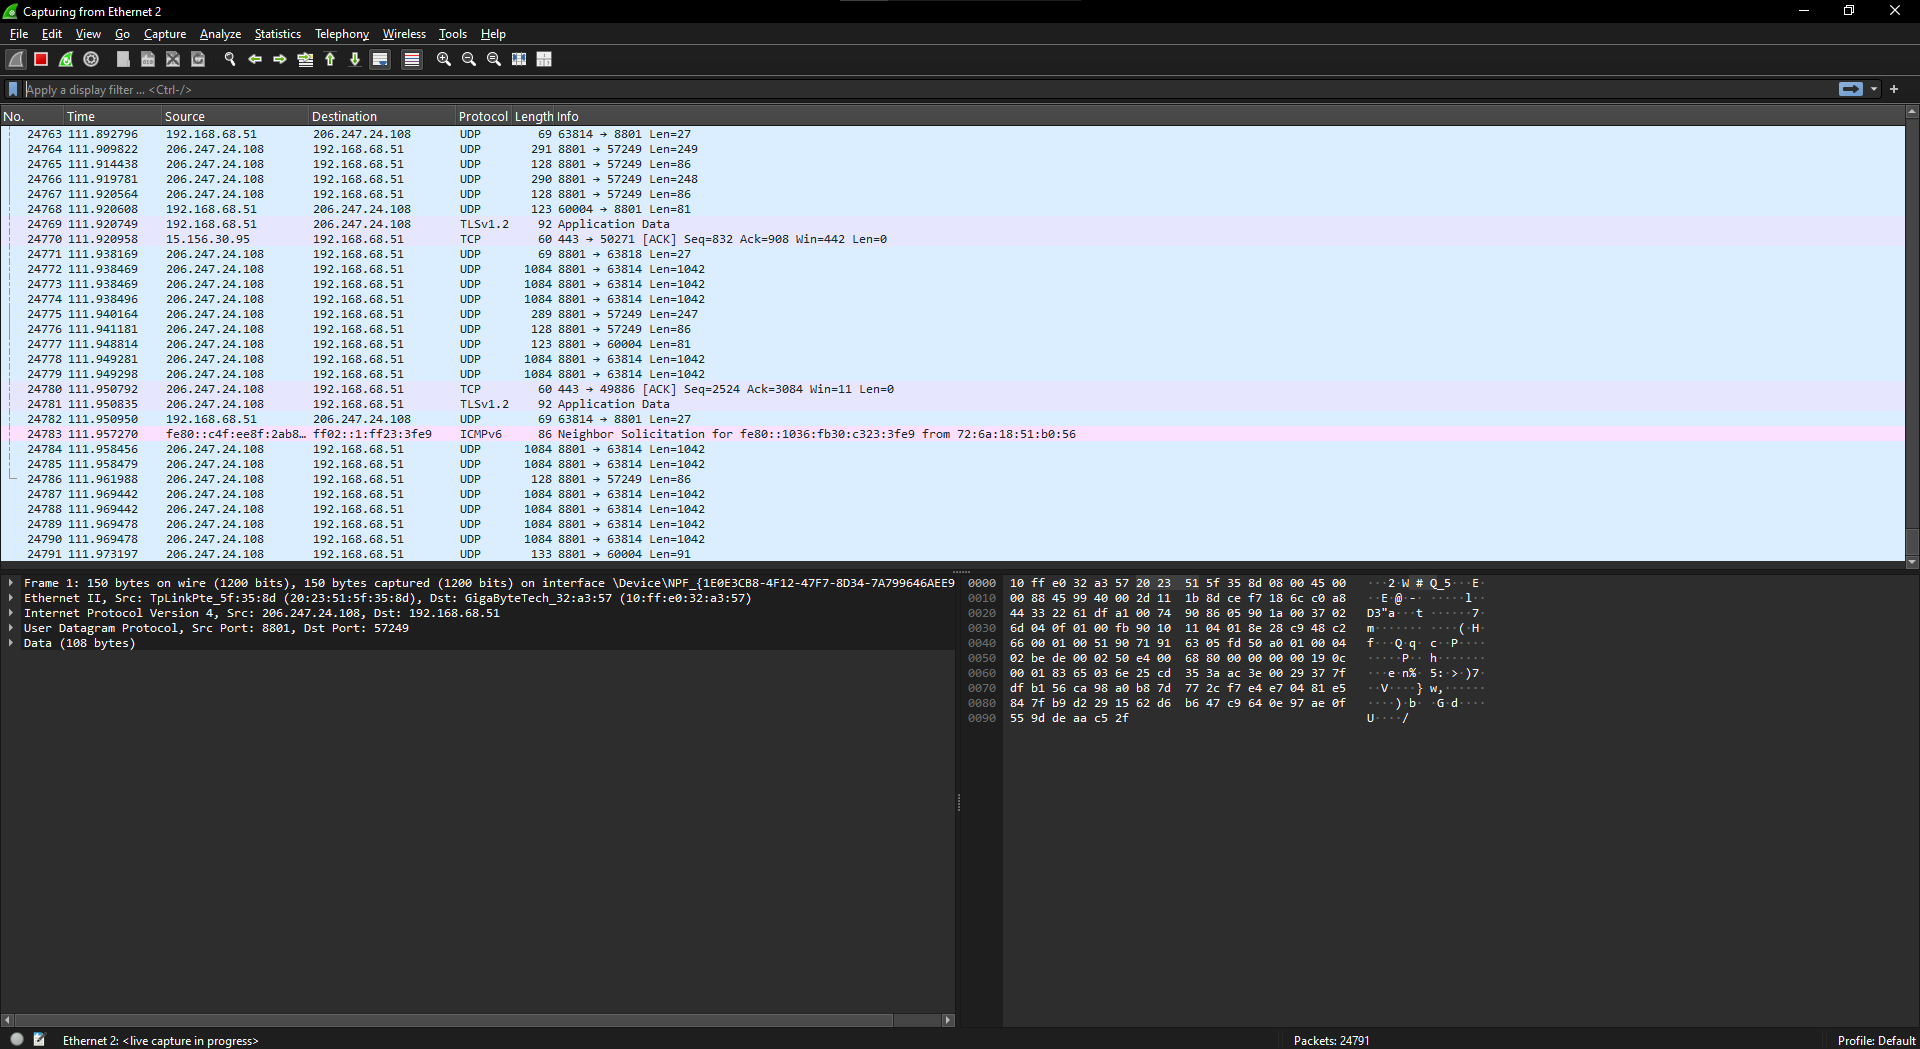 Capturing from Ethernet 2
File Edit View Go Capture Analyze Statistics Telephony Wireless Tools Help
Apply a display filter ... <Ctrl-/>
No. Time Source Destination Protocol Length Info
24763 111.892796 192.168.68.51 206.247.24.108 UDP 69 63814 → 8801 Len=27
24764 111.909822 206.247.24.108 192.168.68.51 UDP 291 8801 → 57249 Len=249
24765 111.914438 206.247.24.108 192.168.68.51 UDP 128 8801 → 57249 Len=86
24766 111.919781 206.247.24.108 192.168.68.51 UDP 290 8801 → 57249 Len=248
24767 111.920564 206.247.24.108 192.168.68.51 UDP 128 8801 → 57249 Len=86
24768 111.920608 192.168.68.51 206.247.24.108 UDP 123 60004 → 8801 Len=81
24769 111.920749 192.168.68.51 206.247.24.108 TLSv1.2 92 Application Data
24770 111.920958 15.156.30.95 192.168.68.51 TCP 60 443 → 50271 [ACK] Seq=832 Ack=908 Win=442 Len=0
24771 111.938169 206.247.24.108 192.168.68.51 UDP 69 8801 → 63818 Len=27
24772 111.938469 206.247.24.108 192.168.68.51 UDP 1084 8801 → 63814 Len=1042
24773 111.938469 206.247.24.108 192.168.68.51 UDP 1084 8801 → 63814 Len=1042
24774 111.938496 206.247.24.108 192.168.68.51 UDP 1084 8801 → 63814 Len=1042
24775 111.940164 206.247.24.108 192.168.68.51 UDP 289 8801 → 57249 Len=247
24776 111.941181 206.247.24.108 192.168.68.51 UDP 128 8801 → 57249 Len=86
24777 111.948814 206.247.24.108 192.168.68.51 UDP 123 8801 → 60004 Len=81
24778 111.949281 206.247.24.108 192.168.68.51 UDP 1084 8801 → 63814 Len=1042
24779 111.949298 206.247.24.108 192.168.68.51 UDP 1084 8801 → 63814 Len=1042
24780 111.950792 206.247.24.108 192.168.68.51 TCP 60 443 → 49886 [ACK] Seq=2524 Ack=3084 Win=11 Len=0
24781 111.950835 206.247.24.108 192.168.68.51 TLSv1.2 92 Application Data
24782 111.950950 192.168.68.51 206.247.24.108 UDP 69 63814 → 8801 Len=27
24783 111.957270 fe80::c4f:ee8f:2ab8… ff02::1:ff23:3fe9 ICMPv6 86 Neighbor Solicitation for fe80::1036:fb30:c323:3fe9 from 72:6a:18:51:b0:56
24784 111.958456 206.247.24.108 192.168.68.51 UDP 1084 8801 → 63814 Len=1042
24785 111.958479 206.247.24.108 192.168.68.51 UDP 1084 8801 → 63814 Len=1042
24786 111.961988 206.247.24.108 192.168.68.51 UDP 128 8801 → 57249 Len=86
24787 111.969442 206.247.24.108 192.168.68.51 UDP 1084 8801 → 63814 Len=1042
24788 111.969442 206.247.24.108 192.168.68.51 UDP 1084 8801 → 63814 Len=1042
24789 111.969478 206.247.24.108 192.168.68.51 UDP 1084 8801 → 63814 Len=1042
24790 111.969478 206.247.24.108 192.168.68.51 UDP 1084 8801 → 63814 Len=1042
24791 111.973197 206.247.24.108 192.168.68.51 UDP 133 8801 → 60004 Len=91
Frame 1: 150 bytes on wire (1200 bits), 150 bytes captured (1200 bits) on interface \Device\NPF_{1E0E3CB8-4F12-47F7-8D34-7A799646AEE9
Ethernet II, Src: TpLinkPte_5f:35:8d (20:23:51:5f:35:8d), Dst: GigaByteTech_32:a3:57 (10:ff:e0:32:a3:57)
Internet Protocol Version 4, Src: 206.247.24.108, Dst: 192.168.68.51
User Datagram Protocol, Src Port: 8801, Dst Port: 57249
Data (108 bytes)
0000 10 ff e0 32 a3 57 20 23 51 5f 35 8d 08 00 45 00 ···2·W # Q_5···E·
0010 00 88 45 99 40 00 2d 11 1b 8d ce f7 18 6c c0 a8 ··E·@·-· ·····l··
0020 44 33 22 61 df a1 00 74 90 86 05 90 1a 00 37 02 D3"a···t ······7·
0030 6d 04 0f 01 00 fb 90 10 11 04 01 8e 28 c9 48 c2 m······· ····(·H·
0040 66 00 01 00 51 90 71 91 63 05 fd 50 a0 01 00 04 f···Q·q· c··P····
0050 02 be de 00 02 50 e4 00 68 80 00 00 00 00 19 0c ·····P·· h·······
0060 00 01 83 65 03 6e 25 cd 35 3a ac 3e 00 29 37 7f ···e·n%· 5:·>·)7·
0070 df b1 56 ca 98 a0 b8 7d 77 2c f7 e4 e7 04 81 e5 ··V····} w,······
0080 84 7f b9 d2 29 15 62 d6 b6 47 c9 64 0e 97 ae 0f ····)·b· ·G·d····
0090 55 9d de aa c5 2f U····/
Ethernet 2: <live capture in progress>
Packets: 24791
Profile: Default